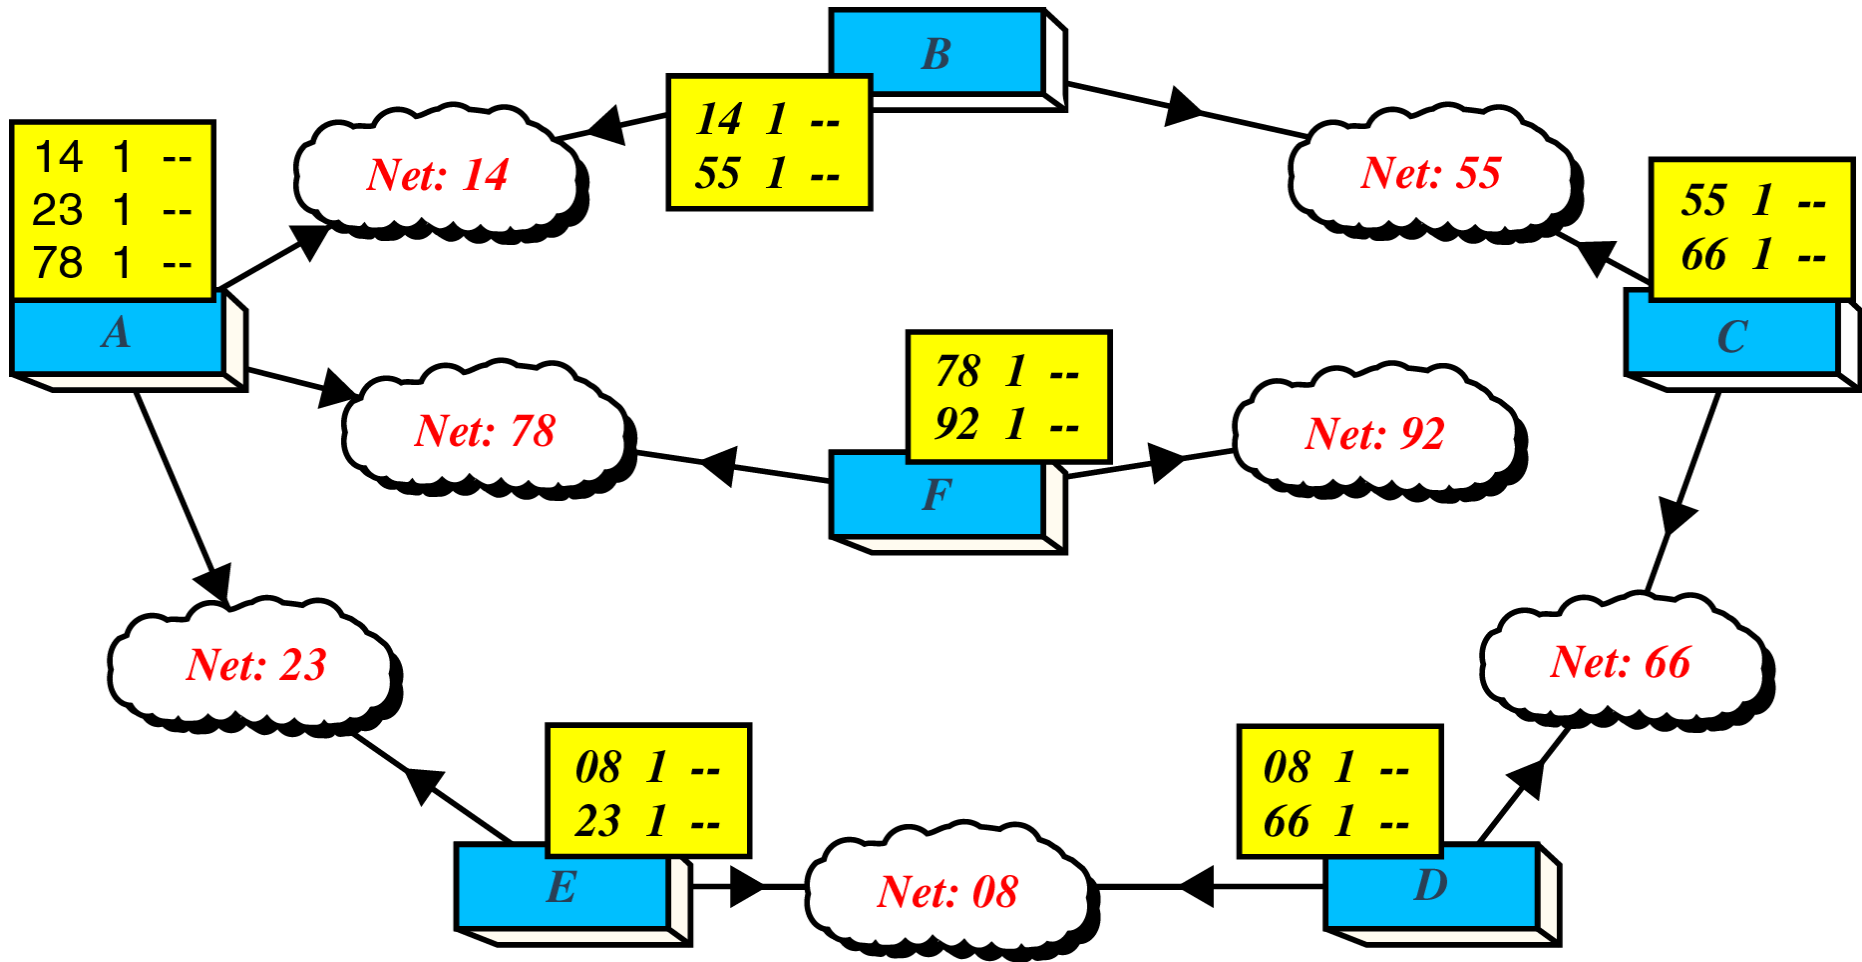 B
14 1 --
55 1 --
14 1 --
23 1 --
78 1 --
A
Net: 14
Net: 55
55 1 --
66 1 --
C
Net: 78
78 1 --
92 1 --
F
Net: 92
Net: 23
Net: 66
08 1 --
23 1 --
E
Net: 08
08 1 --
66 1 --
D